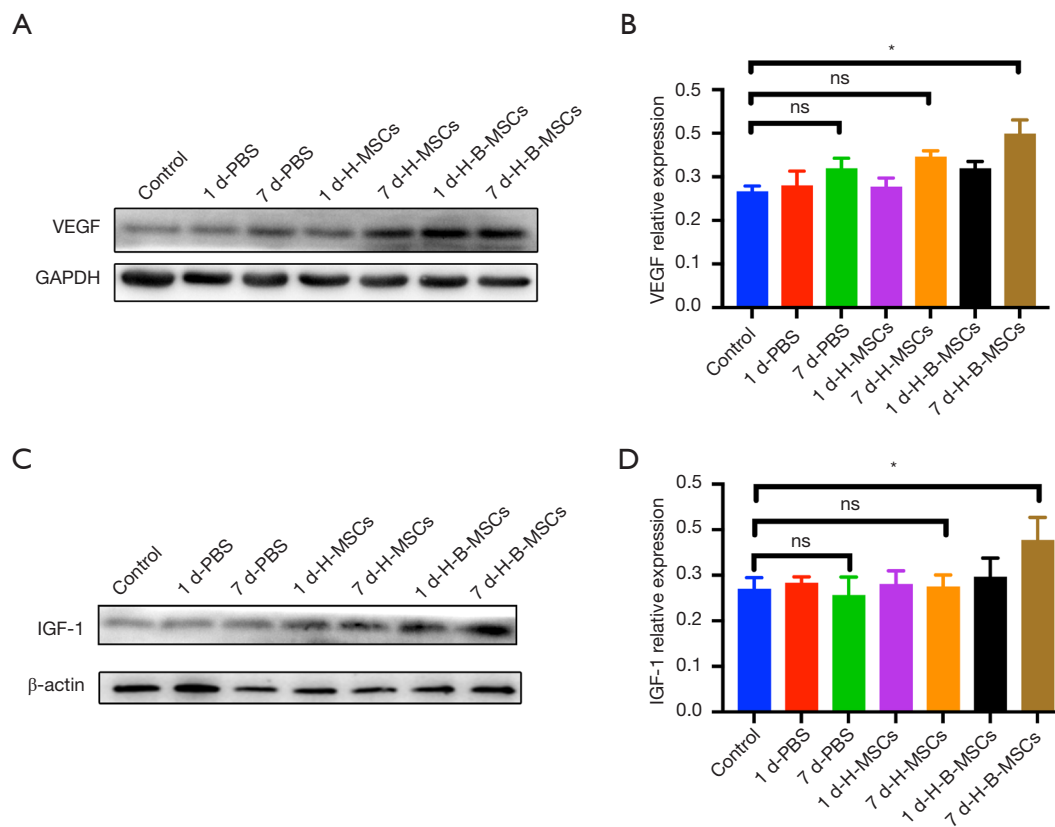 A
Control
1 d-PBS
7 d-PBS
1 d-H-MSCs
7 d-H-MSCs
1 d-H-B-MSCs
7 d-H-B-MSCs
VEGF
GAPDH
B
*
ns
ns
VEGF relative expression
0.5
0.5
0.3
0.2
0.1
0.0
Control
1 d-PBS
7 d-PBS
1 d-H-MSCs
7 d-H-MSCs
1 d-H-B-MSCs
7 d-H-B-MSCs
C
Control
1 d-PBS
7 d-PBS
1 d-H-MSCs
7 d-H-MSCs
1 d-H-B-MSCs
7 d-H-B-MSCs
IGF-1
β-actin
D
*
ns
ns
IGF-1 relative expression
0.5
0.5
0.3
0.2
0.1
0.0
Control
1 d-PBS
7 d-PBS
1 d-H-MSCs
7 d-H-MSCs
1 d-H-B-MSCs
7 d-H-B-MSCs